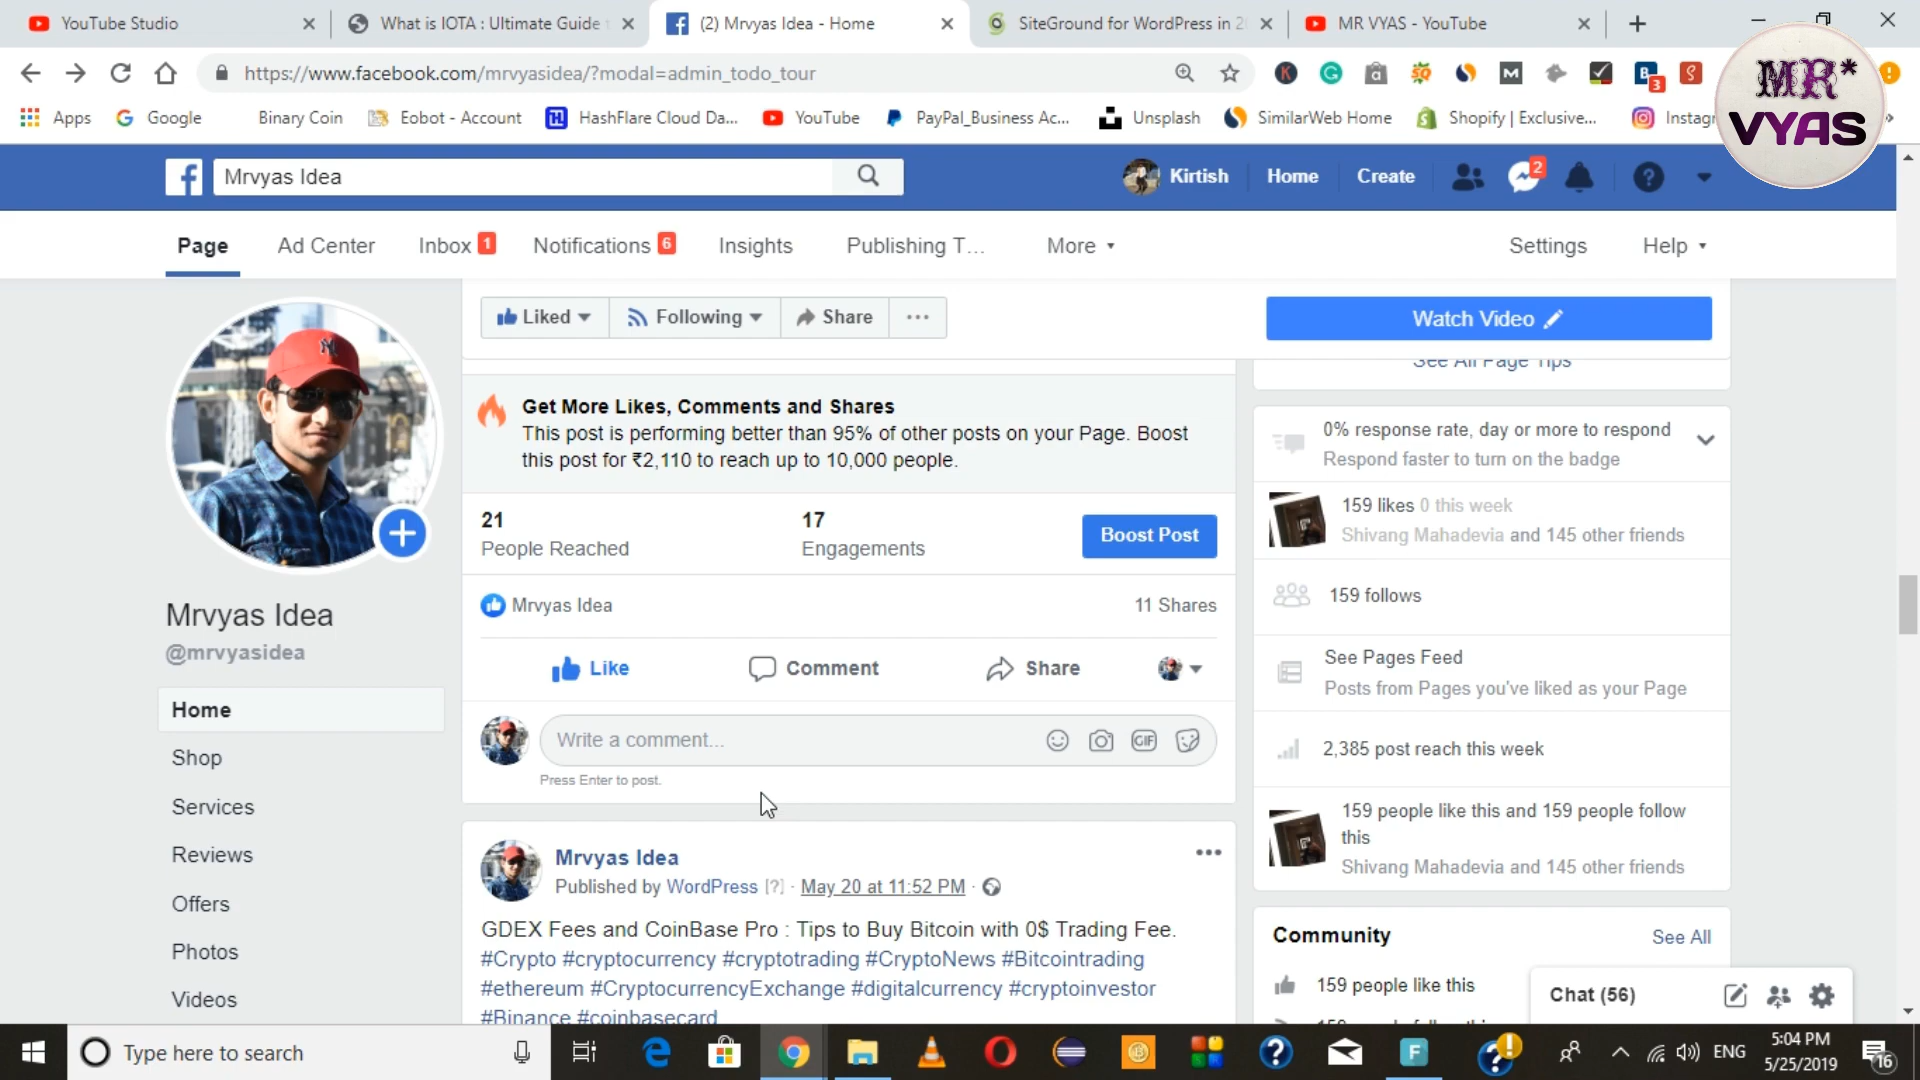 YouTube Studio
What is IOTA : Ultimate Guide
(2) Mrvyas Idea - Home
SiteGround for WordPress in 2
MR VYAS - YouTube
https://www.facebook.com/mrvyasidea/?modal=admin_todo_tour
MR*
VYAS
Apps
Google
Binary Coin
Eobot - Account
HashFlare Cloud Da...
YouTube
PayPal_Business Ac...
Unsplash
SimilarWeb Home
Shopify | Exclusive...
Instagr
Mrvyas Idea
Kirtish
Home
Create
2
Page
Ad Center
Inbox 1
Notifications 6
Insights
Publishing T...
More
Settings
Help
Liked
Following
Share
Watch Video
See All Page Tips
Get More Likes, Comments and Shares
This post is performing better than 95% of other posts on your Page. Boost
this post for ₹2,110 to reach up to 10,000 people.
21
People Reached
17
Engagements
Boost Post
Mrvyas Idea
11 Shares
Like
Comment
Share
Write a comment...
GIF
Press Enter to post.
Mrvyas Idea
Published by WordPress [?] · May 20 at 11:52 PM ·
GDEX Fees and CoinBase Pro : Tips to Buy Bitcoin with 0$ Trading Fee.
#Crypto #cryptocurrency #cryptotrading #CryptoNews #Bitcointrading
#ethereum #CryptocurrencyExchange #digitalcurrency #cryptoinvestor
#Binance #coinbasecard
Mrvyas Idea
@mrvyasidea
Home
Shop
Services
Reviews
Offers
Photos
Videos
0% response rate, day or more to respond
Respond faster to turn on the badge
159 likes 0 this week
Shivang Mahadevia and 145 other friends
159 follows
See Pages Feed
Posts from Pages you've liked as your Page
2,385 post reach this week
159 people like this and 159 people follow
this
Shivang Mahadevia and 145 other friends
Community
See All
159 people like this
Chat (56)
Type here to search
ENG
5:04 PM
5/25/2019
16